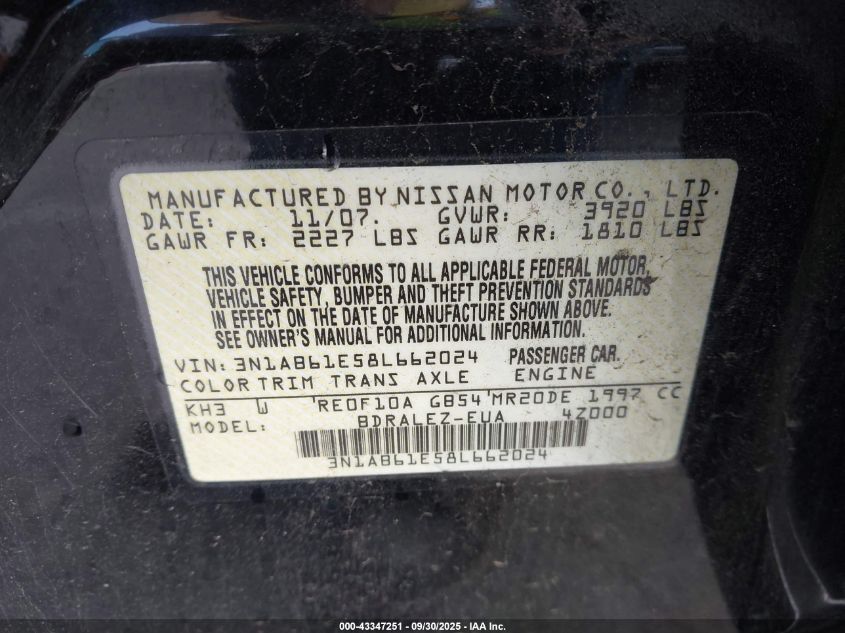 MANUFACTURED BY NISSAN MOTOR CO., LTD.
DATE: 11/07. GVWR: 3920 LBS
GAWR FR: 2227 LBS GAWR RR: 1810 LBS
THIS VEHICLE CONFORMS TO ALL APPLICABLE FEDERAL MOTOR
VEHICLE SAFETY, BUMPER AND THEFT PREVENTION STANDARDS
IN EFFECT ON THE DATE OF MANUFACTURE SHOWN ABOVE.
SEE OWNER'S MANUAL FOR ADDITIONAL INFORMATION.
VIN: 3N1AB61E58L662024 PASSENGER CAR.
COLOR TRIM TRANS AXLE ENGINE
KH3 W RE0F10A GB54 MR20DE 1997 CC
MODEL: BDRALEZ-EUA 4Z000
3N1AB61E58L662024
000-43347251 - 09/30/2025 - IAA Inc.